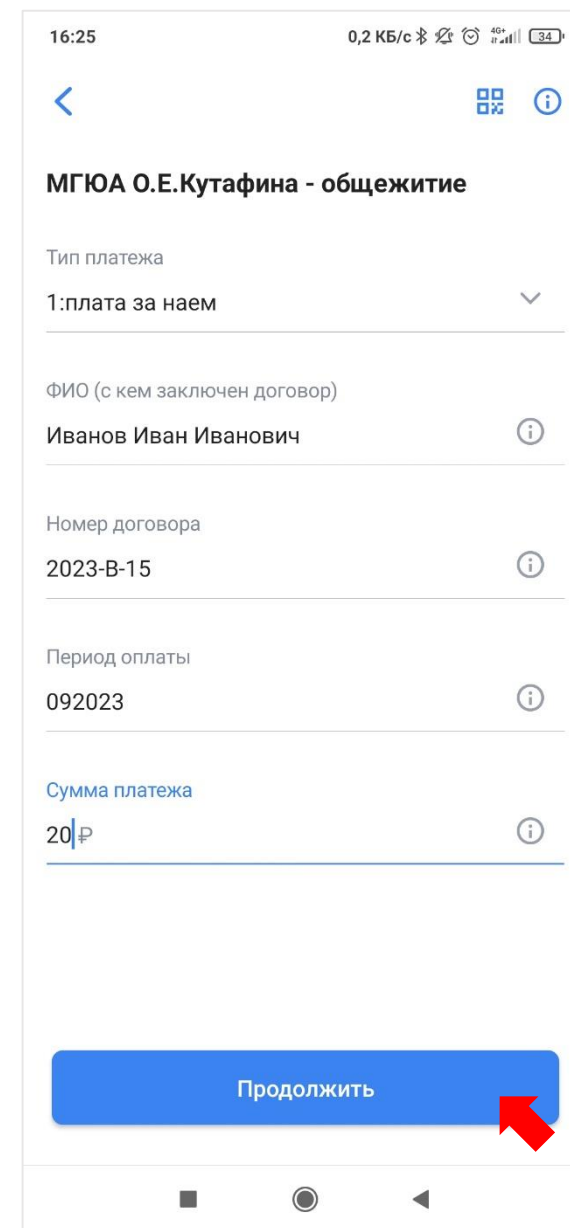 16:25 0,2 КБ/с 4G+ 34
МГЮА О.Е.Кутафина - общежитие
Тип платежа
1:плата за наем
ФИО (с кем заключен договор)
Иванов Иван Иванович
Номер договора
2023-В-15
Период оплаты
092023
Сумма платежа
20 ₽
Продолжить